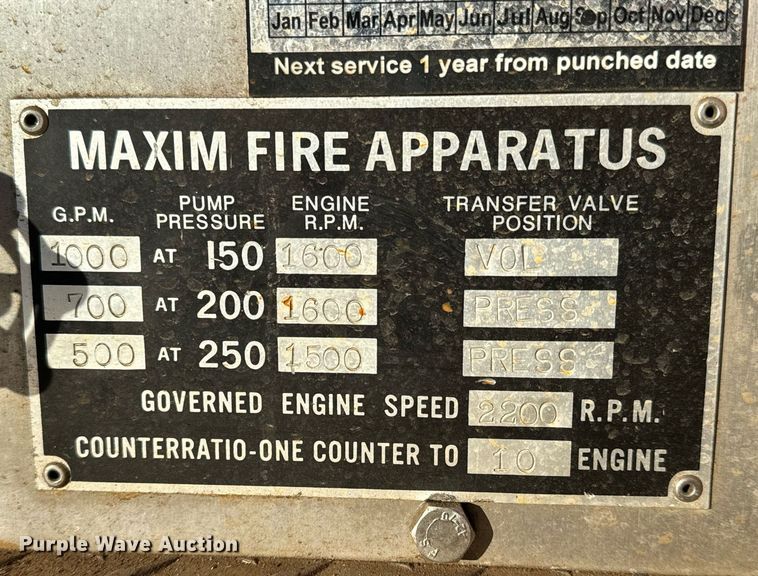 Jan Feb Mar Apr May Jun Jul Aug Sep Oct Nov Dec
Next service 1 year from punched date
MAXIM FIRE APPARATUS
G.P.M. PUMP PRESSURE ENGINE R.P.M. TRANSFER VALVE POSITION
1000 AT 150 1600 VOL
700 AT 200 1600 PRESS
500 AT 250 1500 PRESS
GOVERNED ENGINE SPEED 2200 R.P.M.
COUNTERRATIO-ONE COUNTER TO 10 ENGINE
Purple Wave Auction